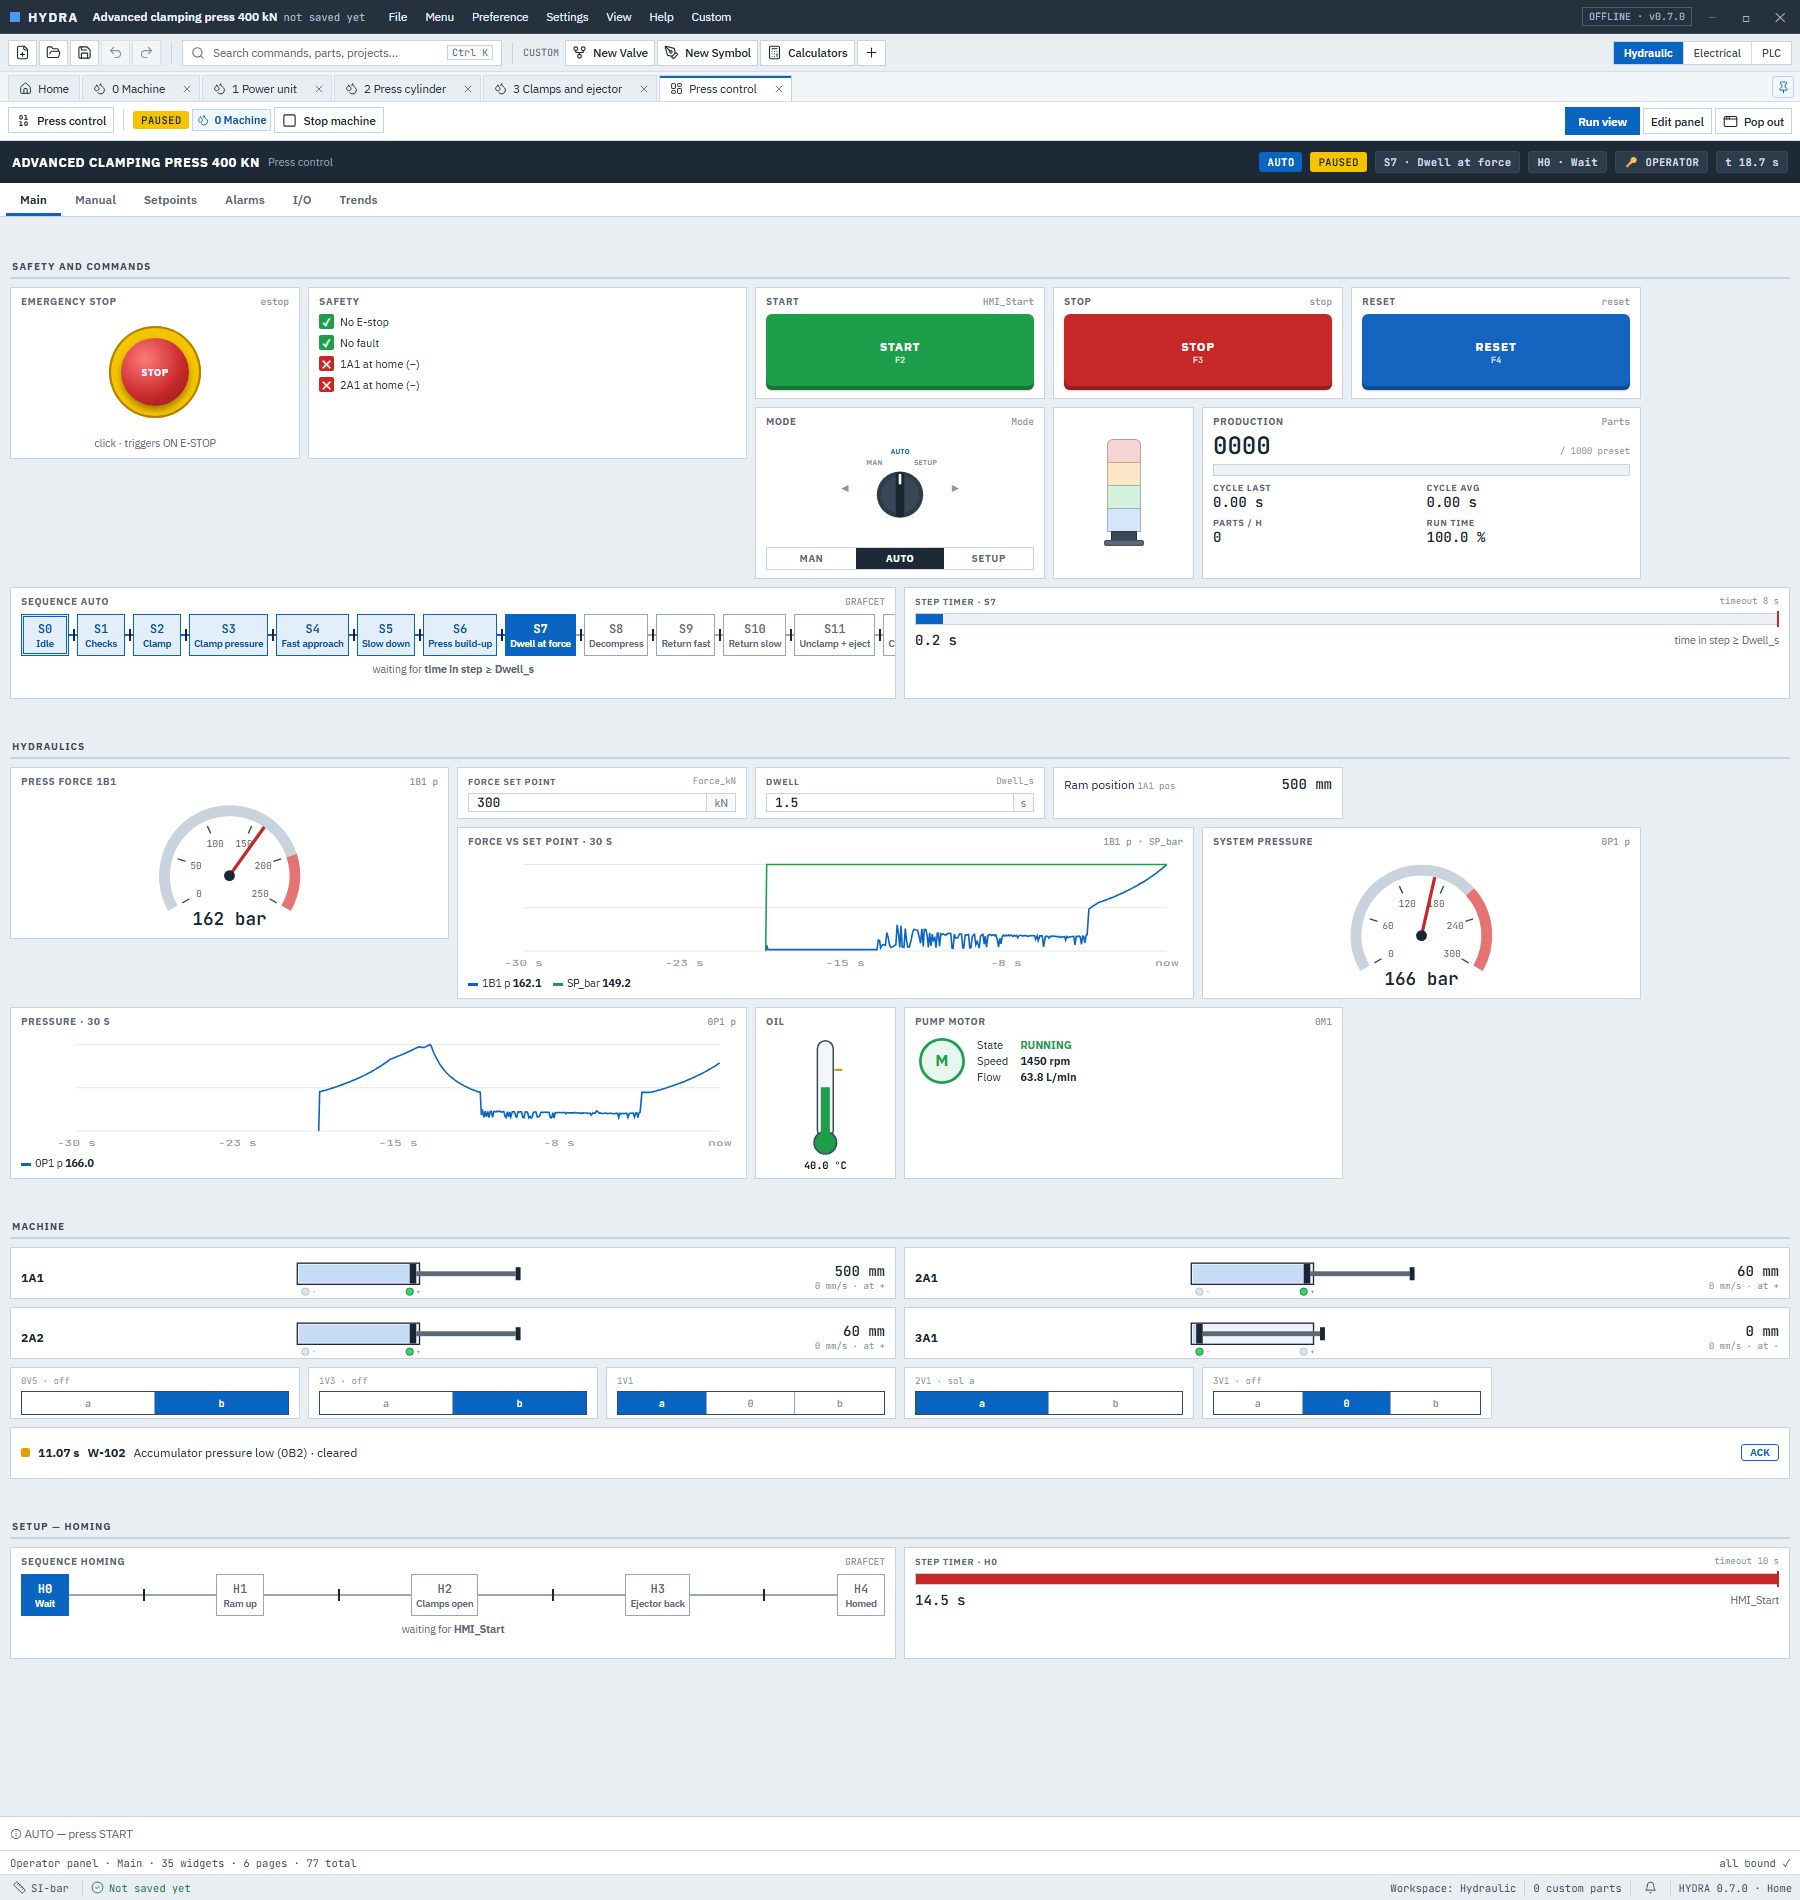 HYDRA Advanced clamping press 400 kN not saved yet File Menu Preference Settings View Help Custom OFFLINE · v0.7.0
Search commands, parts, projects... Ctrl K CUSTOM New Valve New Symbol Calculators Hydraulic Electrical PLC
Home 0 Machine 1 Power unit 2 Press cylinder 3 Clamps and ejector Press control
Press control PAUSED 0 Machine Stop machine Run view Edit panel Pop out
ADVANCED CLAMPING PRESS 400 KN Press control AUTO PAUSED S7 · Dwell at force H0 · Wait OPERATOR t 18.7 s
Main Manual Setpoints Alarms I/O Trends
SAFETY AND COMMANDS
EMERGENCY STOP estop
STOP
click · triggers ON E-STOP
SAFETY
No E-stop
No fault
1A1 at home (−)
2A1 at home (−)
START HMI_Start
START
F2
STOP stop
STOP
F3
RESET reset
RESET
F4
MODE Mode
AUTO
MAN SETUP
MAN AUTO SETUP
PRODUCTION Parts
0000 / 1000 preset
CYCLE LAST CYCLE AVG
0.00 s 0.00 s
PARTS / H RUN TIME
0 100.0 %
SEQUENCE AUTO GRAFCET
S0 S1 S2 S3 S4 S5 S6 S7 S8 S9 S10 S11
Idle Checks Clamp Clamp pressure Fast approach Slow down Press build-up Dwell at force Decompress Return fast Return slow Unclamp + eject C
waiting for time in step ≥ Dwell_s
STEP TIMER · S7 timeout 8 s
0.2 s time in step ≥ Dwell_s
HYDRAULICS
PRESS FORCE 1B1 1B1 p
0 50 100 150 200 250
162 bar
FORCE SET POINT Force_kN
300 kN
DWELL Dwell_s
1.5 s
Ram position 1A1 pos 500 mm
FORCE VS SET POINT · 30 S 1B1 p · SP_bar
-30 s -23 s -15 s -8 s now
1B1 p 162.1 SP_bar 149.2
SYSTEM PRESSURE 0P1 p
0 60 120 180 240 300
166 bar
PRESSURE · 30 S 0P1 p
-30 s -23 s -15 s -8 s now
0P1 p 166.0
OIL
40.0 °C
PUMP MOTOR 0M1
M
State RUNNING
Speed 1450 rpm
Flow 63.8 L/min
MACHINE
1A1 - + 500 mm
0 mm/s · at +
2A1 - + 60 mm
0 mm/s · at +
2A2 - + 60 mm
0 mm/s · at +
3A1 - + 0 mm
0 mm/s · at -
0V5 · off
a b
1V3 · off
a b
1V1
a 0 b
2V1 · sol a
a b
3V1 · off
a 0 b
11.07 s W-102 Accumulator pressure low (0B2) · cleared ACK
SETUP — HOMING
SEQUENCE HOMING GRAFCET
H0 H1 H2 H3 H4
Wait Ram up Clamps open Ejector back Homed
waiting for HMI_Start
STEP TIMER · H0 timeout 10 s
14.5 s HMI_Start
AUTO — press START
Operator panel · Main · 35 widgets · 6 pages · 77 total all bound ✓
SI-bar Not saved yet Workspace: Hydraulic 0 custom parts HYDRA 0.7.0 · Home